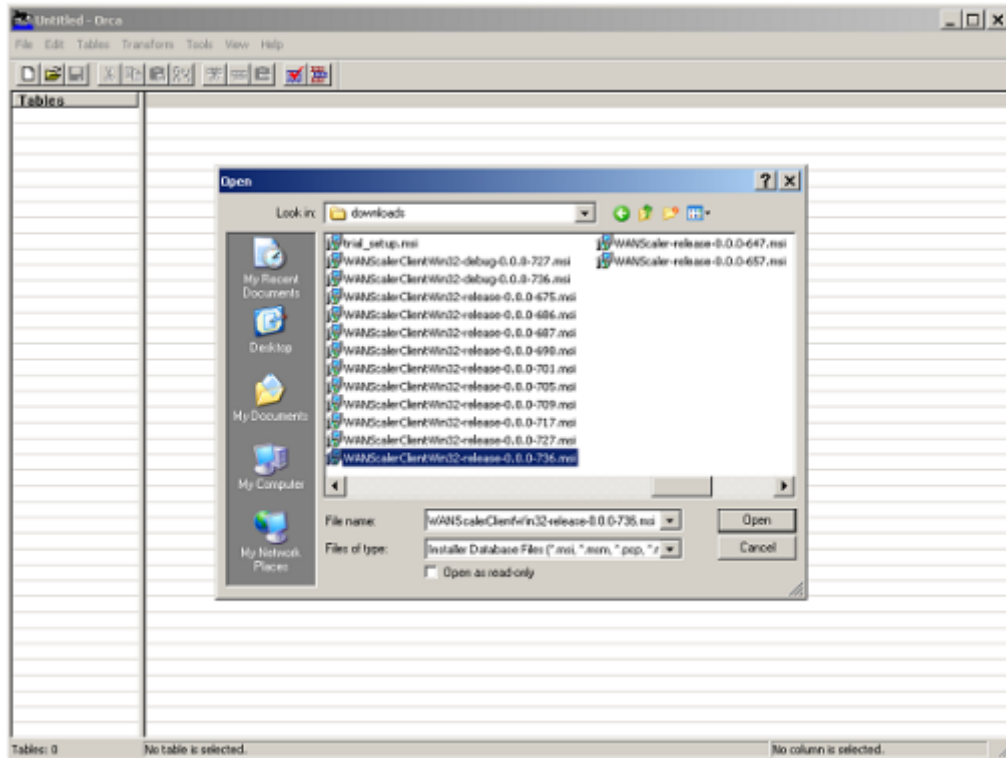 Untitled - Orca
File Edit Tables Transform Tools View Help
Tables
Open
Look in: downloads
My Recent Documents
Desktop
My Documents
My Computer
My Network Places
trial_setup.msi
WANScalerClientWin32-debug-0.0.0-727.msi
WANScalerClientWin32-debug-0.0.0-736.msi
WANScalerClientWin32-release-0.0.0-675.msi
WANScalerClientWin32-release-0.0.0-686.msi
WANScalerClientWin32-release-0.0.0-687.msi
WANScalerClientWin32-release-0.0.0-698.msi
WANScalerClientWin32-release-0.0.0-701.msi
WANScalerClientWin32-release-0.0.0-705.msi
WANScalerClientWin32-release-0.0.0-709.msi
WANScalerClientWin32-release-0.0.0-717.msi
WANScalerClientWin32-release-0.0.0-727.msi
WANScalerClientWin32-release-0.0.0-736.msi
WANScaler-release-0.0.0-647.msi
WANScaler-release-0.0.0-657.msi
File name: WANScalerClientWin32-release-0.0.0-736.msi
Open
Files of type: Installer Database Files (*.msi, *.msm, *.pcp, *.r
Cancel
Open as read-only
Tables: 0 No table is selected. No column is selected.